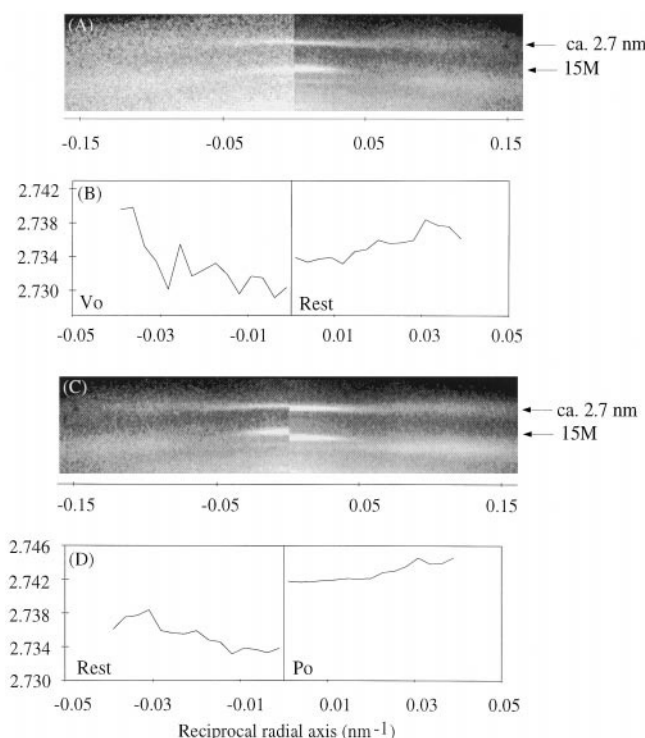 (A)
ca. 2.7 nm
15M
-0.15 -0.05 0.05 0.15
(B)
2.742
2.738
2.734
2.730
Vo Rest
-0.05 -0.03 -0.01 0.01 0.03 0.05
(C)
ca. 2.7 nm
15M
-0.15 -0.05 0.05 0.15
(D)
2.746
2.742
2.738
2.734
2.730
Rest Po
-0.05 -0.03 -0.01 0.01 0.03 0.05
Reciprocal radial axis (nm-1)